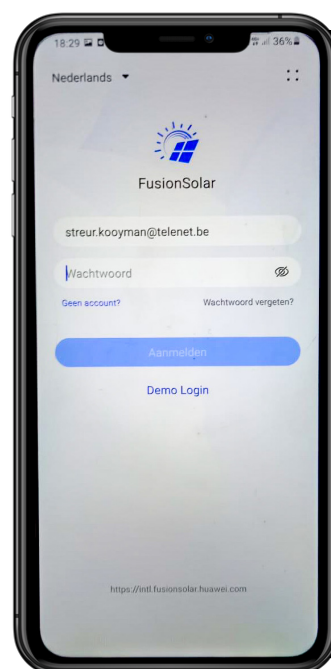 18:29
36%
Nederlands
FusionSolar
streur.kooyman@telenet.be
Wachtwoord
Geen account? Wachtwoord vergeten?
Aanmelden
Demo Login
https://intl.fusionsolar.huawei.com